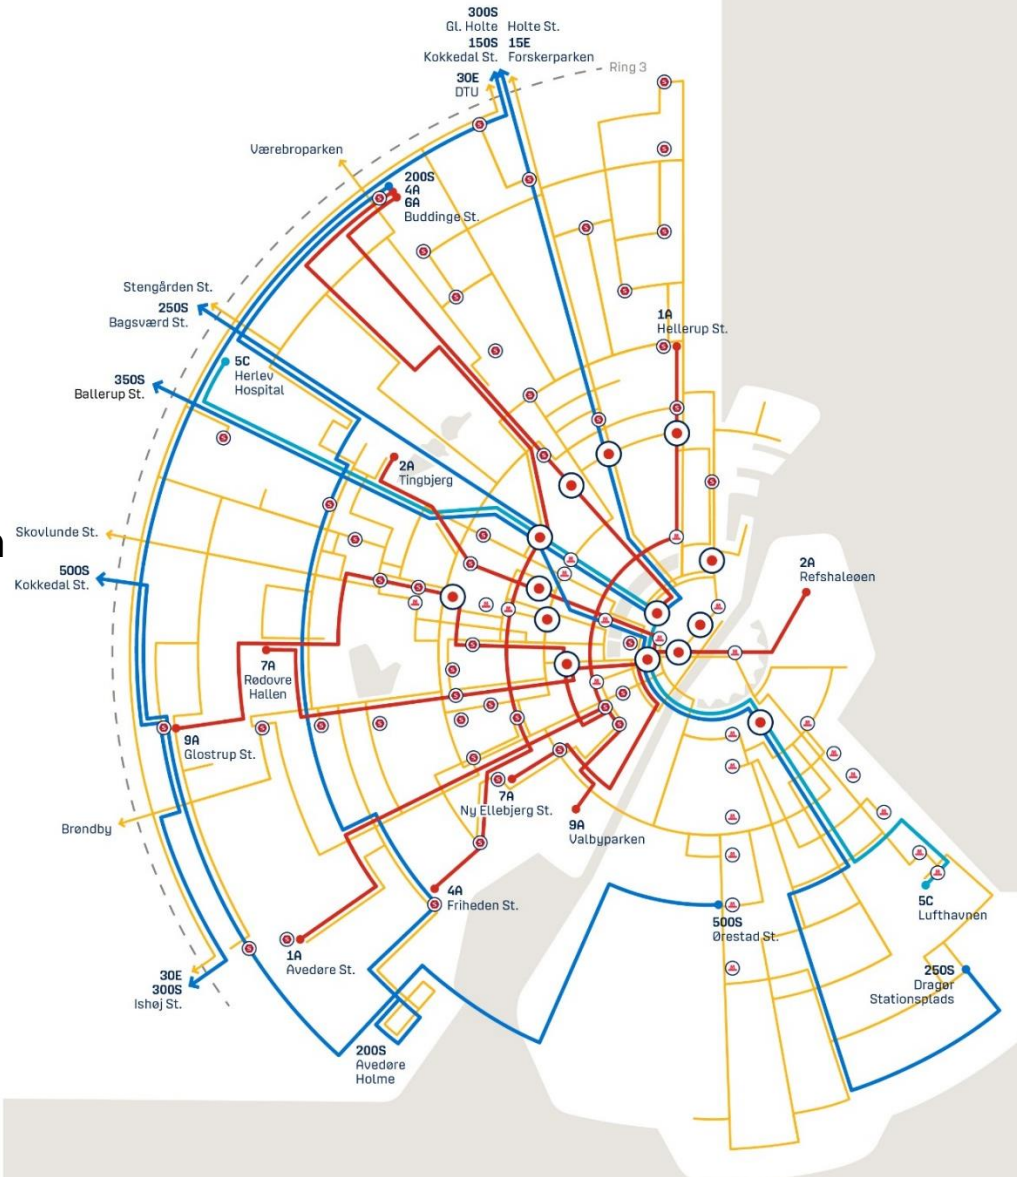 300S
Gl. Holte
150S
Kokkedal St.
Holte St.
15E
Forskerparken
30E
DTU
Ring 3
Værebroparken
200S
4A
6A
Buddinge St.
Stengården St.
250S
Bagsværd St.
1A
Hellerup St.
5C
Herlev
Hospital
350S
Ballerup St.
2A
Tingbjerg
Skovlunde St.
500S
Kokkedal St.
2A
Refshaleøen
7A
Rødovre
Hallen
9A
Glostrup St.
7A
Ny Ellebjerg St.
9A
Valbyparken
Brøndby
4A
Friheden St.
5C
Lufthavnen
500S
Ørestad St.
1A
Avedøre St.
250S
Dragør
Stationsplads
30E
300S
Ishøj St.
200S
Avedøre
Holme